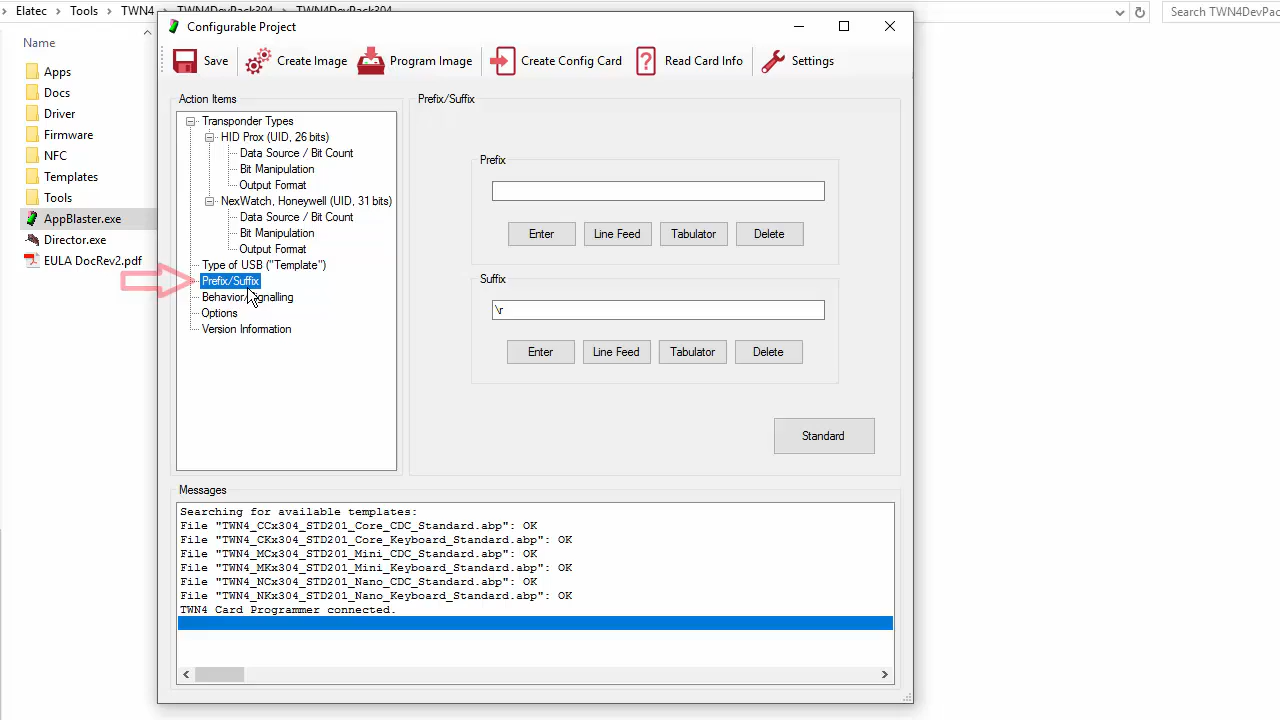 Elatec > Tools > TWN4 > TWN4DevPack304 > TWN4DevPack304
Search TWN4DevPack
Name
Apps
Docs
Driver
Firmware
NFC
Templates
Tools
AppBlaster.exe
Director.exe
EULA DocRev2.pdf
Configurable Project
Save
Create Image
Program Image
Create Config Card
Read Card Info
Settings
Action Items
Transponder Types
HID Prox (UID, 26 bits)
Data Source / Bit Count
Bit Manipulation
Output Format
NexWatch, Honeywell (UID, 31 bits)
Data Source / Bit Count
Bit Manipulation
Output Format
Type of USB ("Template")
Prefix/Suffix
Behavior/Signalling
Options
Version Information
Prefix/Suffix
Prefix
Enter Line Feed Tabulator Delete
Suffix
\r
Enter Line Feed Tabulator Delete
Standard
Messages
Searching for available templates:
File "TWN4_CCx304_STD201_Core_CDC_Standard.abp": OK
File "TWN4_CKx304_STD201_Core_Keyboard_Standard.abp": OK
File "TWN4_MCx304_STD201_Mini_CDC_Standard.abp": OK
File "TWN4_MKx304_STD201_Mini_Keyboard_Standard.abp": OK
File "TWN4_NCx304_STD201_Nano_CDC_Standard.abp": OK
File "TWN4_NKx304_STD201_Nano_Keyboard_Standard.abp": OK
TWN4 Card Programmer connected.